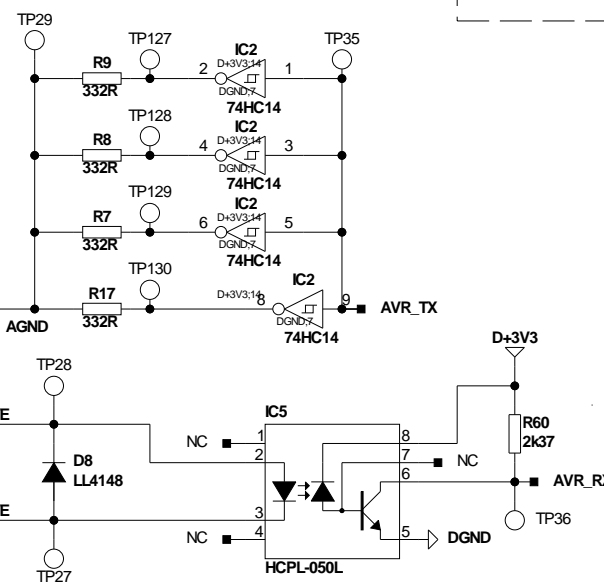 TP29
R9
332R
TP127
2
D+3V3;14
DGND;7
IC2
74HC14
1
TP35
R8
332R
TP128
4
D+3V3;14
DGND;7
IC2
74HC14
3
R7
332R
TP129
6
D+3V3;14
DGND;7
IC2
74HC14
5
R17
332R
TP130
D+3V3;14
8
DGND;7
IC2
74HC14
9
AVR_TX
AGND
TP28
D8
LL4148
TP27
E
E
IC5
NC
1
2
3
NC
4
8
7
NC
6
5
DGND
HCPL-050L
D+3V3
R60
2k37
AVR_RX
TP36